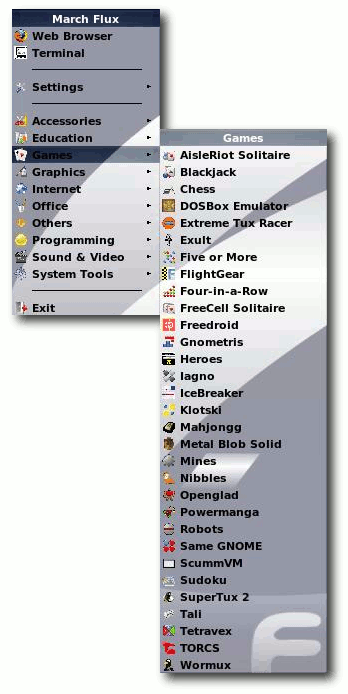 March Flux
Web Browser
Terminal
Settings
Accessories
Education
Games
Graphics
Internet
Office
Others
Programming
Sound & Video
System Tools
Exit
Games
AisleRiot Solitaire
Blackjack
Chess
DOSBox Emulator
Extreme Tux Racer
Exult
Five or More
FlightGear
Four-in-a-Row
FreeCell Solitaire
Freedroid
Gnometris
Heroes
Iagno
IceBreaker
Klotski
Mahjongg
Metal Blob Solid
Mines
Nibbles
Openglad
Powermanga
Robots
Same GNOME
ScummVM
Sudoku
SuperTux 2
Tali
Tetravex
TORCS
Wormux